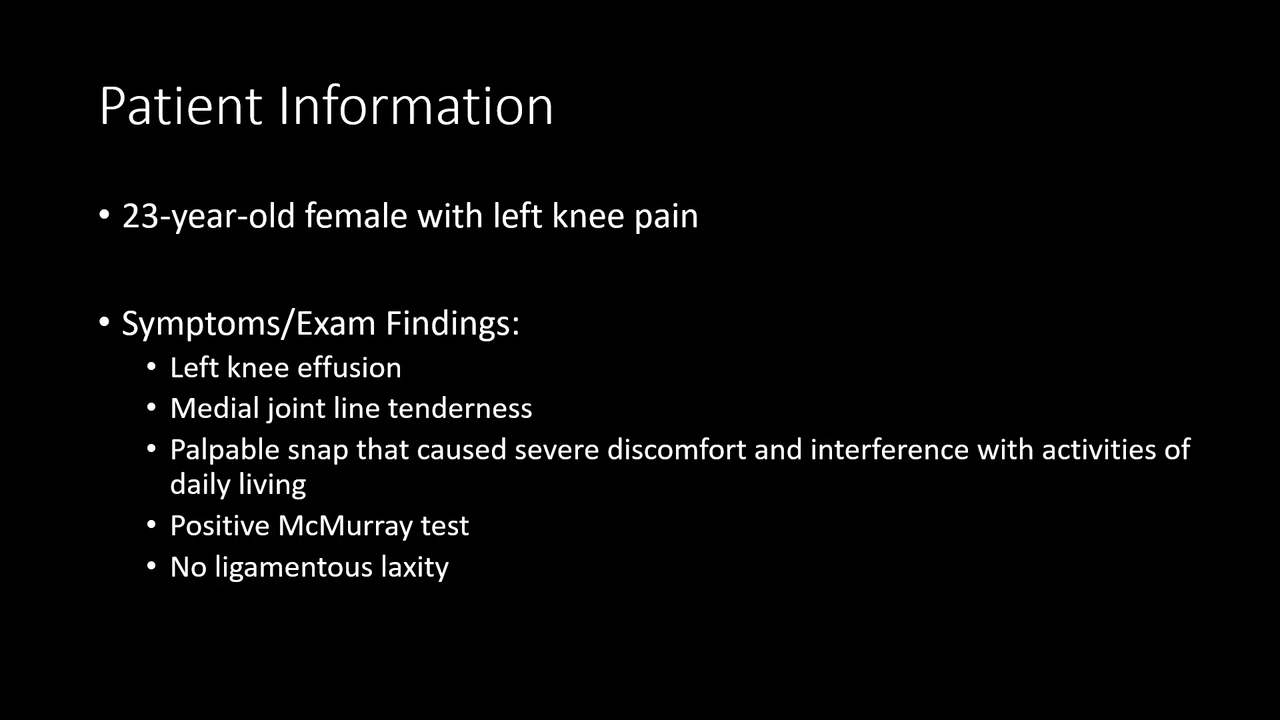 Patient Information
• 23-year-old female with left knee pain
• Symptoms/Exam Findings:
• Left knee effusion
• Medial joint line tenderness
• Palpable snap that caused severe discomfort and interference with activities of
daily living
• Positive McMurray test
• No ligamentous laxity